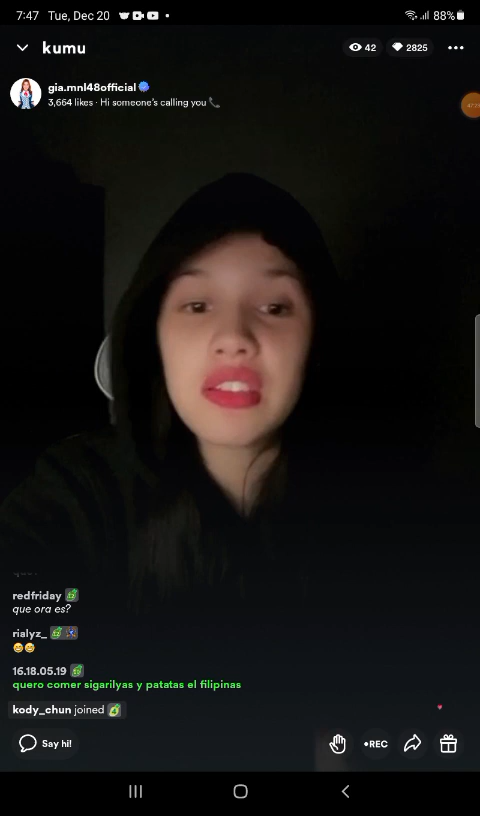 7:47 Tue, Dec 20 88%
kumu 42 2825
gia.mnl48official
3,664 likes · Hi someone's calling you
redfriday
que ora es?
rialyz_
16.18.05.19
quero comer sigarilyas y patatas el filipinas
kody_chun joined
Say hi! •REC